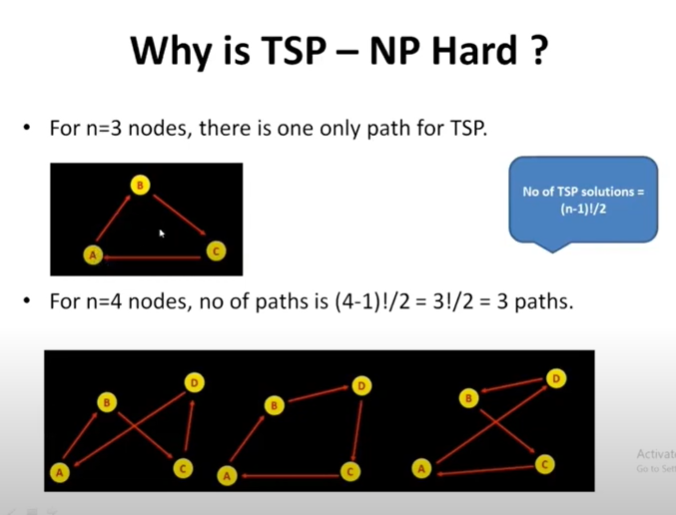 Why is TSP – NP Hard ?
• For n=3 nodes, there is one only path for TSP.
B
A
C
No of TSP solutions =
(n-1)!/2
• For n=4 nodes, no of paths is (4-1)!/2 = 3!/2 = 3 paths.
B
D
A
C
B
D
A
C
B
D
A
C
Activat
Go to Set